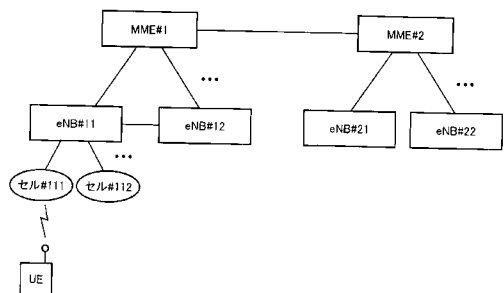 MME#1
MME#2
...
...
eNB#11
eNB#12
eNB#21
eNB#22
...
セル#111
セル#112
UE